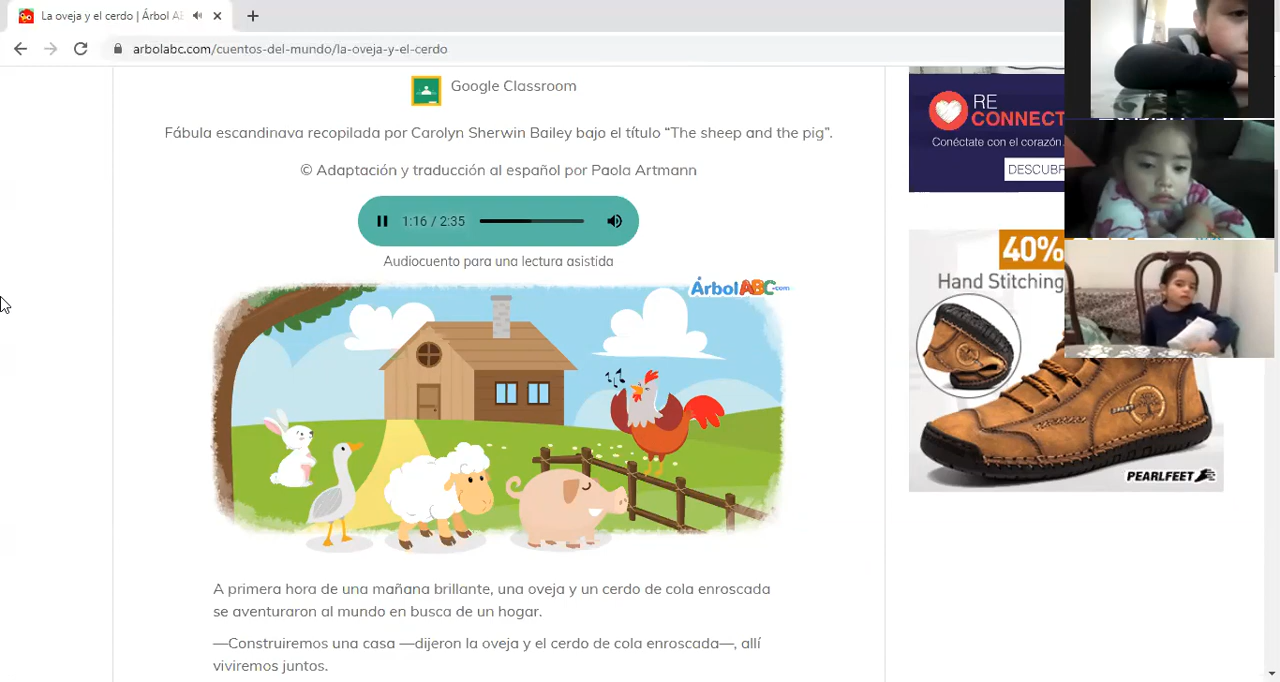 La oveja y el cerdo | Árbol AB
arbolabc.com/cuentos-del-mundo/la-oveja-y-el-cerdo
Google Classroom
Fábula escandinava recopilada por Carolyn Sherwin Bailey bajo el título “The sheep and the pig”.
© Adaptación y traducción al español por Paola Artmann
1:16 / 2:35
Audiocuento para una lectura asistida
ÁrbolABC.com
A primera hora de una mañana brillante, una oveja y un cerdo de cola enroscada
se aventuraron al mundo en busca de un hogar.
—Construiremos una casa —dijeron la oveja y el cerdo de cola enroscada—, allí
viviremos juntos.
RE
CONNECT
Conéctate con el corazón.
DESCUBR
40%
Hand Stitching
PEARLFEET